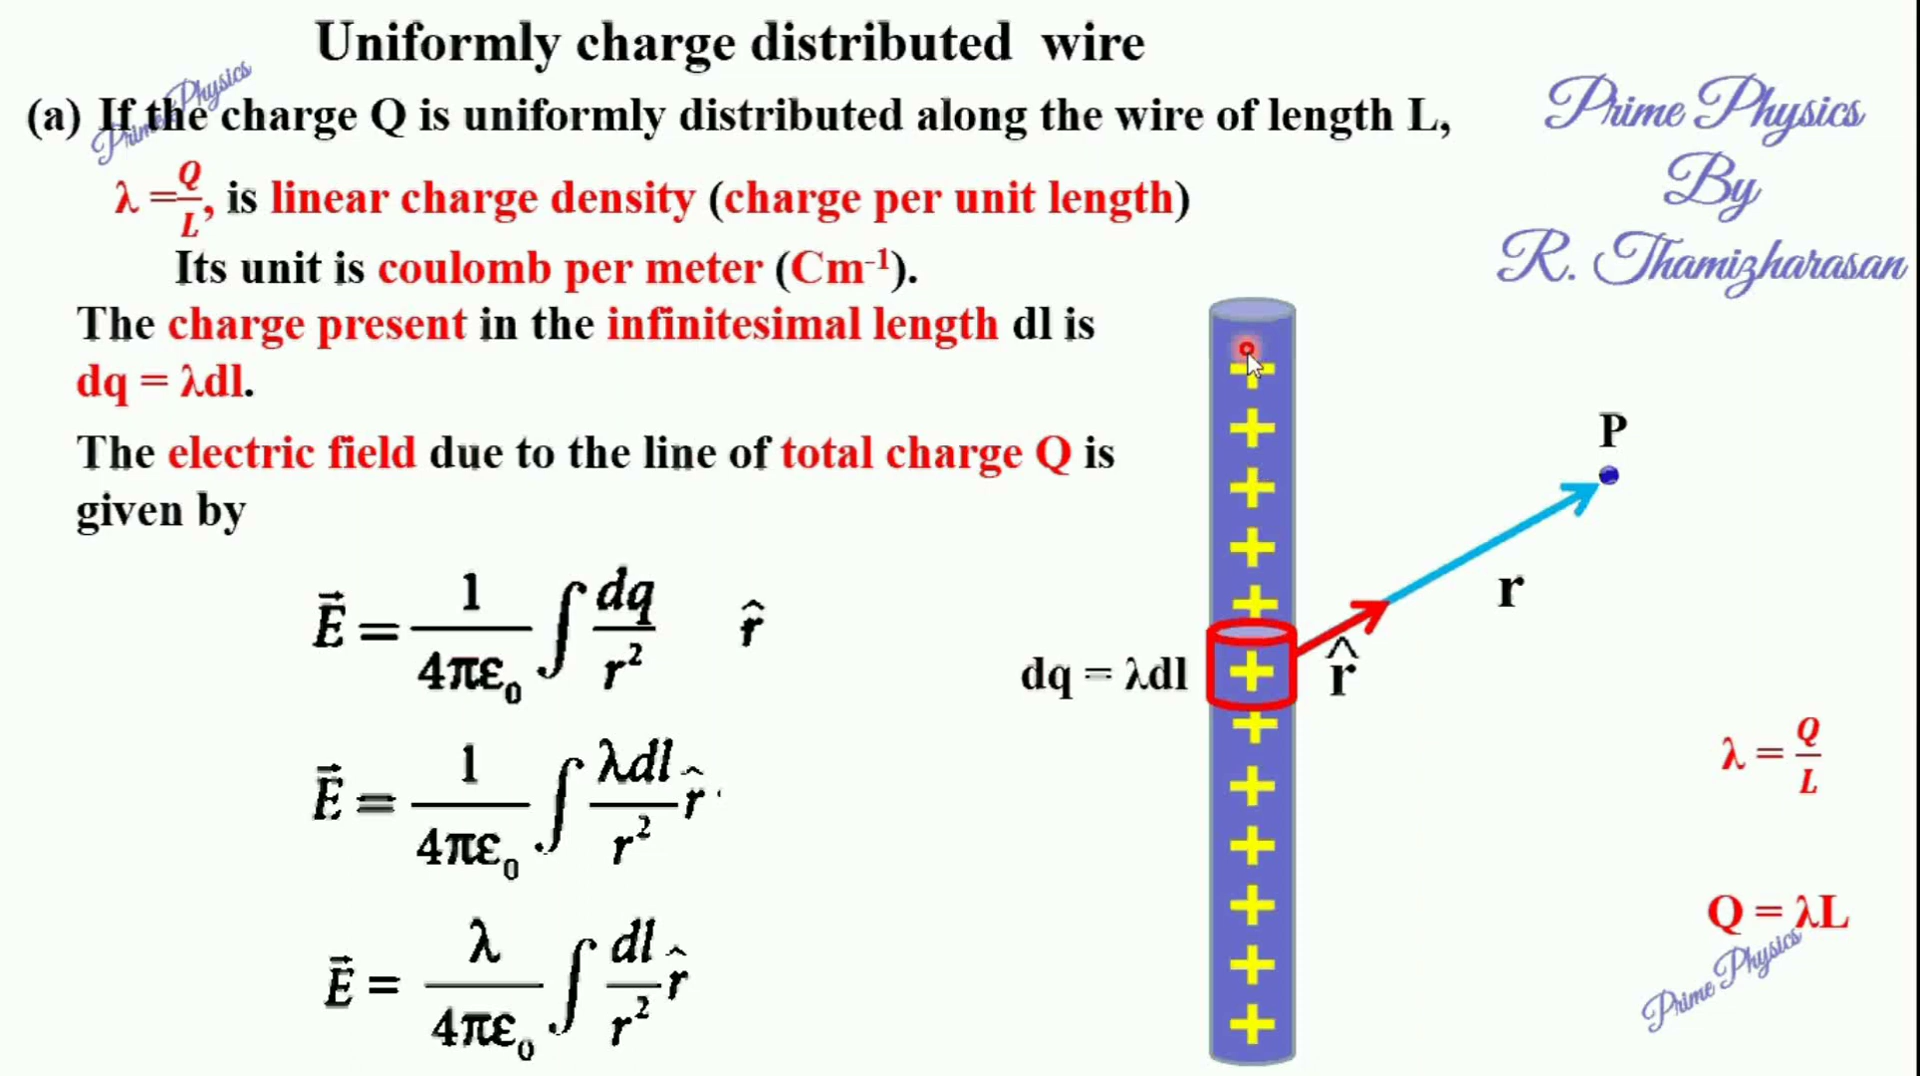 Uniformly charge distributed wire
Prime Physics
(a) If the charge Q is uniformly distributed along the wire of length L,
λ = Q/L, is linear charge density (charge per unit length)
Its unit is coulomb per meter (Cm⁻¹).
The charge present in the infinitesimal length dl is
dq = λdl.
The electric field due to the line of total charge Q is
given by
E⃗ = 1/4πε₀ ∫ dq/r² r̂
E⃗ = 1/4πε₀ ∫ λdl/r² r̂
E⃗ = λ/4πε₀ ∫ dl/r² r̂
Prime Physics
By
R. Thamizharasan
+
+
+
+
+
+
+
+
+
+
+
+
P
r
r̂
dq = λdl
λ = Q/L
Q = λL
Prime Physics